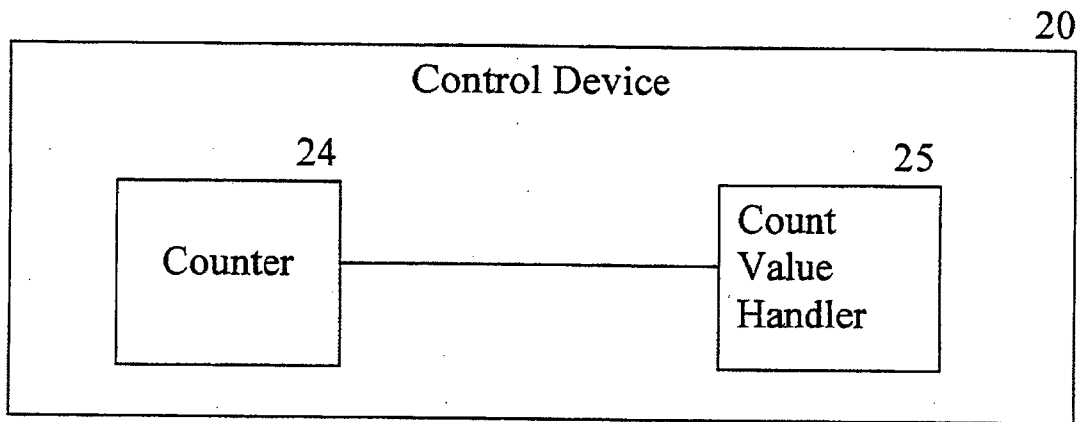 20
Control Device
24
25
Counter
Count
Value
Handler